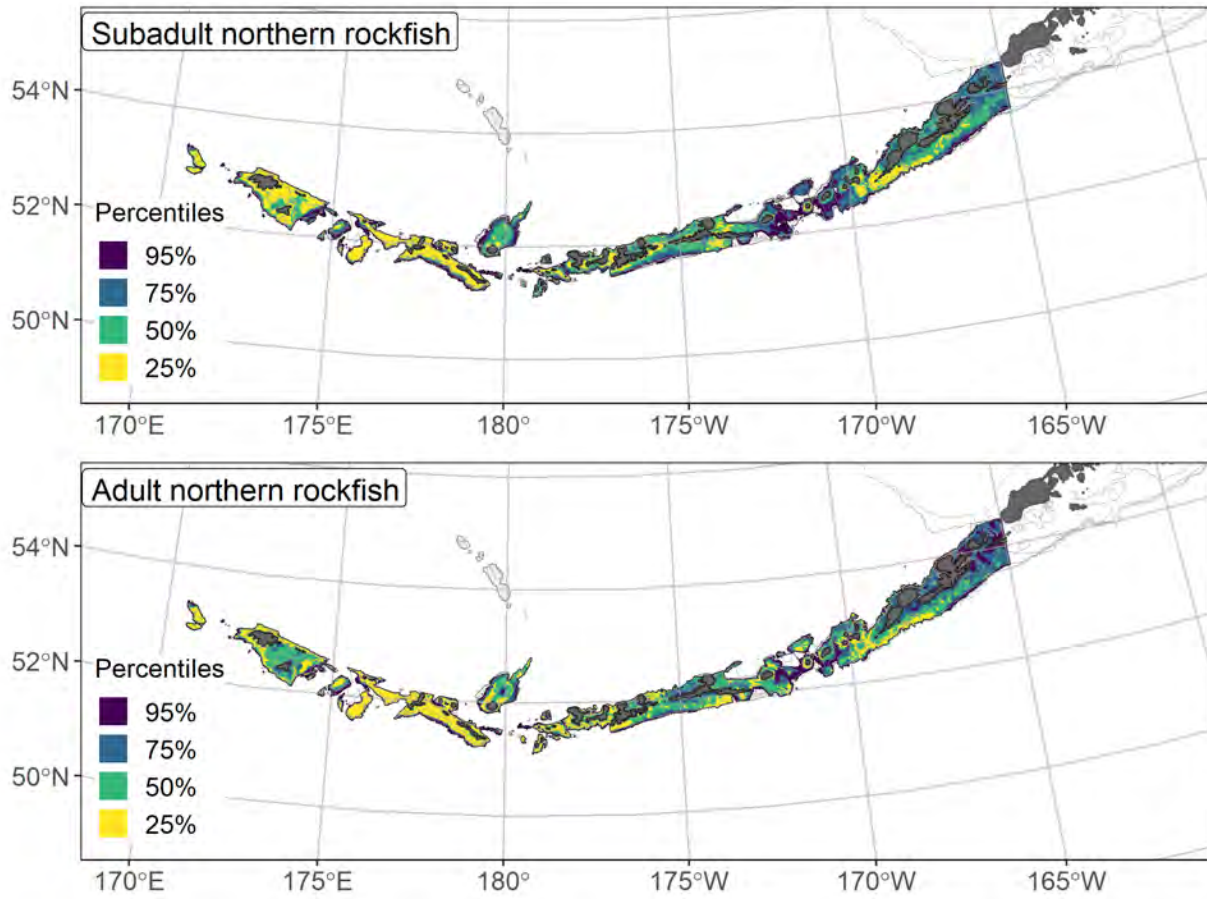 Subadult northern rockfish
54°N
52°N
50°N
Percentiles
95%
75%
50%
25%
170°E
175°E
180°
175°W
170°W
165°W
Adult northern rockfish
54°N
52°N
50°N
Percentiles
95%
75%
50%
25%
170°E
175°E
180°
175°W
170°W
165°W